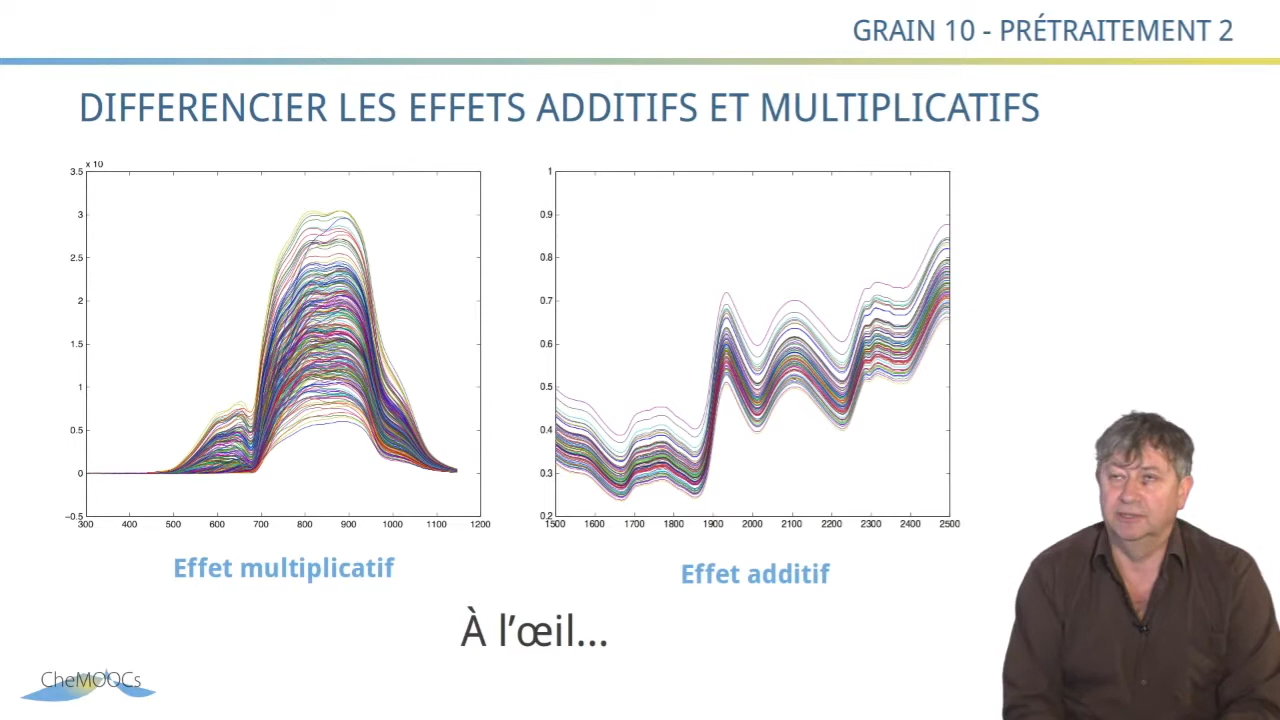 GRAIN 10 - PRÉTRAITEMENT 2
DIFFERENCIER LES EFFETS ADDITIFS ET MULTIPLICATIFS
x 10
3.5
3
2.5
2
1.5
1
0.5
0
-0.5
300 400 500 600 700 800 900 1000 1100 1200
1
0.9
0.8
0.7
0.6
0.5
0.4
0.3
0.2
1500 1600 1700 1800 1900 2000 2100 2200 2300 2400 2500
Effet multiplicatif
Effet additif
À l’œil...
CheMOOCs